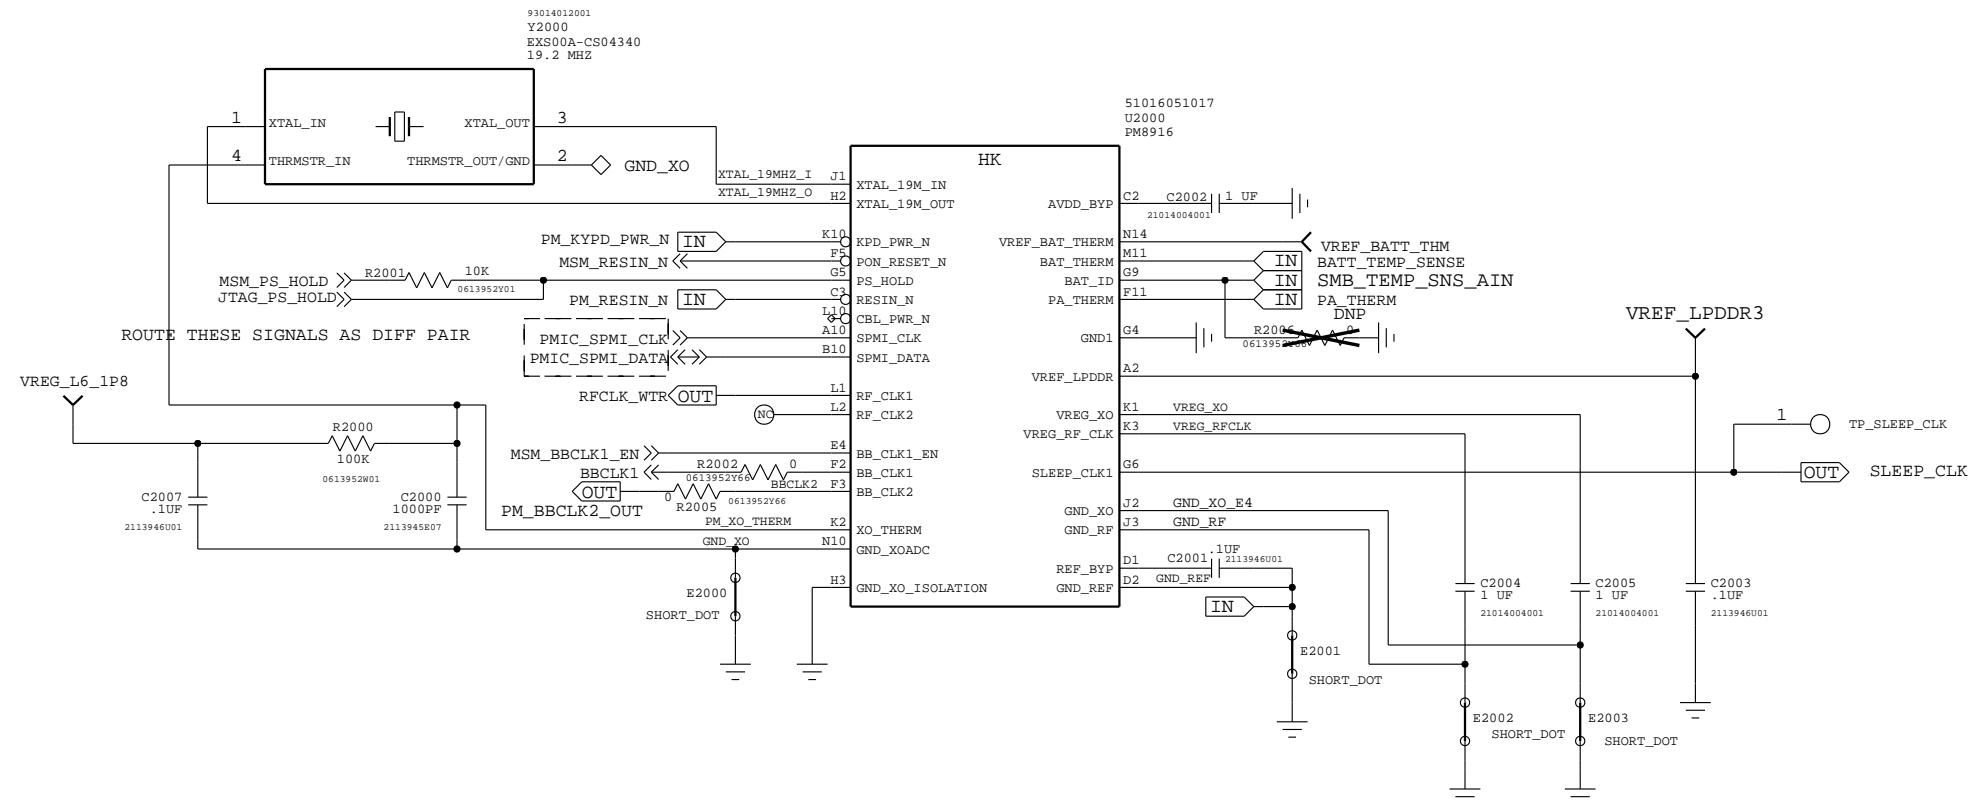 93014012001
Y2000
EXS00A-CS04340
19.2 MHZ
1
XTAL_IN
XTAL_OUT
3
4
THRMSTR_IN
THRMSTR_OUT/GND
2
GND_XO
51016051017
U2000
PM8916
HK
XTAL_19MHZ_I
J1
XTAL_19M_IN
XTAL_19MHZ_O
H2
XTAL_19M_OUT
PM_KYPD_PWR_N
IN
K10
KPD_PWR_N
MSM_RESIN_N
F5
PON_RESET_N
MSM_PS_HOLD
R2001
10K
0613952Y01
G5
PS_HOLD
JTAG_PS_HOLD
PM_RESIN_N
IN
C3
RESIN_N
L10
CBL_PWR_N
ROUTE THESE SIGNALS AS DIFF PAIR
PMIC_SPMI_CLK
A10
SPMI_CLK
PMIC_SPMI_DATA
B10
SPMI_DATA
RFCLK_WTR
OUT
L1
RF_CLK1
NC
L2
RF_CLK2
VREG_L6_1P8
R2000
100K
0613952W01
MSM_BBCLK1_EN
E4
BB_CLK1_EN
BBCLK1
R2002
0
0613952Y66
F2
BB_CLK1
OUT
0
R2005
0613952Y66
BBCLK2
F3
BB_CLK2
PM_BBCLK2_OUT
C2007
.1UF
2113946U01
C2000
1000PF
2113945E07
PM_XO_THERM
K2
XO_THERM
GND_XO
N10
GND_XOADC
E2000
SHORT_DOT
H3
GND_XO_ISOLATION
AVDD_BYP
C2
C2002
1 UF
21014004001
VREF_BAT_THERM
N14
VREF_BATT_THM
BAT_THERM
M11
IN
BATT_TEMP_SENSE
BAT_ID
G9
IN
SMB_TEMP_SNS_AIN
PA_THERM
F11
IN
PA_THERM
DNP
GND1
G4
R2006
0
VREF_LPDDR3
VREF_LPDDR
A2
VREG_XO
K1
VREG_XO
VREG_RF_CLK
K3
VREG_RFCLK
1
TP_SLEEP_CLK
SLEEP_CLK1
G6
OUT
SLEEP_CLK
GND_XO
J2
GND_XO_E4
GND_RF
J3
GND_RF
REF_BYP
D1
C2001
.1UF
2113946U01
GND_REF
D2
GND_REF
IN
E2001
SHORT_DOT
C2004
1 UF
21014004001
C2005
1 UF
21014004001
C2003
.1UF
2113946U01
E2002
SHORT_DOT
E2003
SHORT_DOT